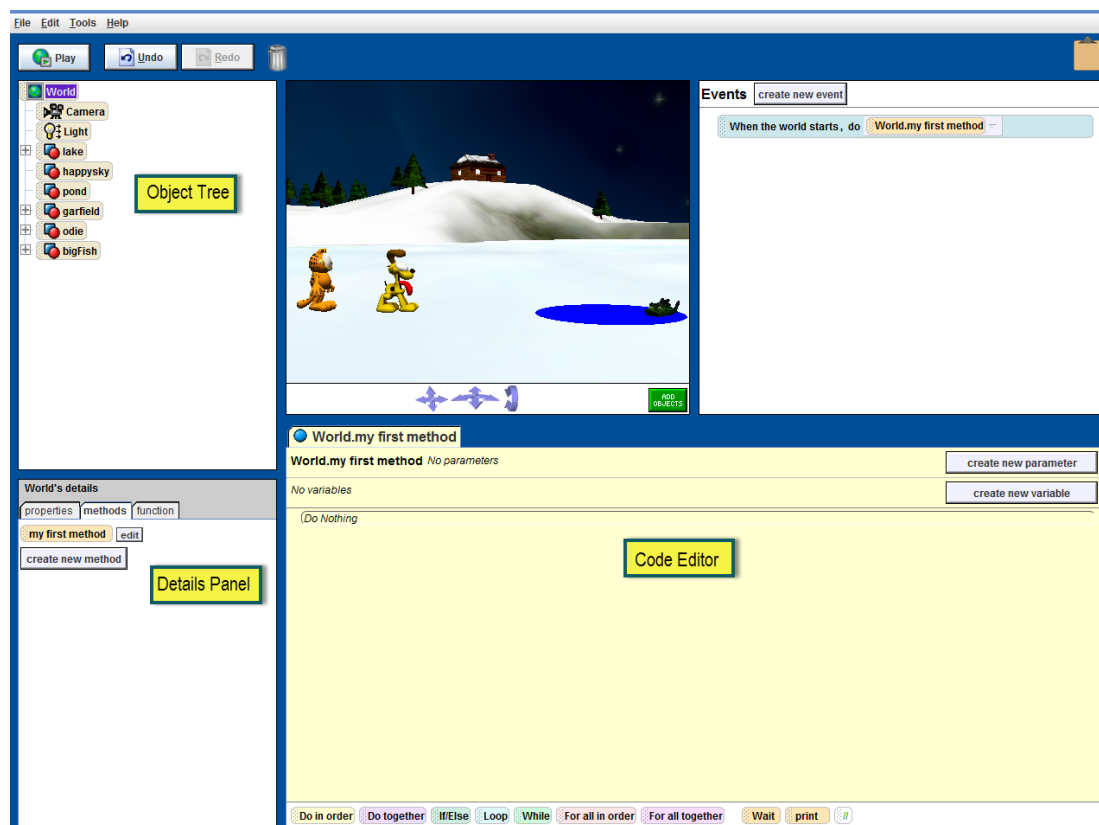 File Edit Tools Help
Play Undo Redo
World
Camera
Light
lake
happysky
pond
garfield
odie
bigFish
Object Tree
ADD
OBJECTS
Events create new event
When the world starts, do World.my first method
World's details
properties methods function
my first method edit
create new method
Details Panel
World.my first method
World.my first method No parameters create new parameter
No variables create new variable
(Do Nothing
Code Editor
Do in order Do together If/Else Loop While For all in order For all together Wait print //